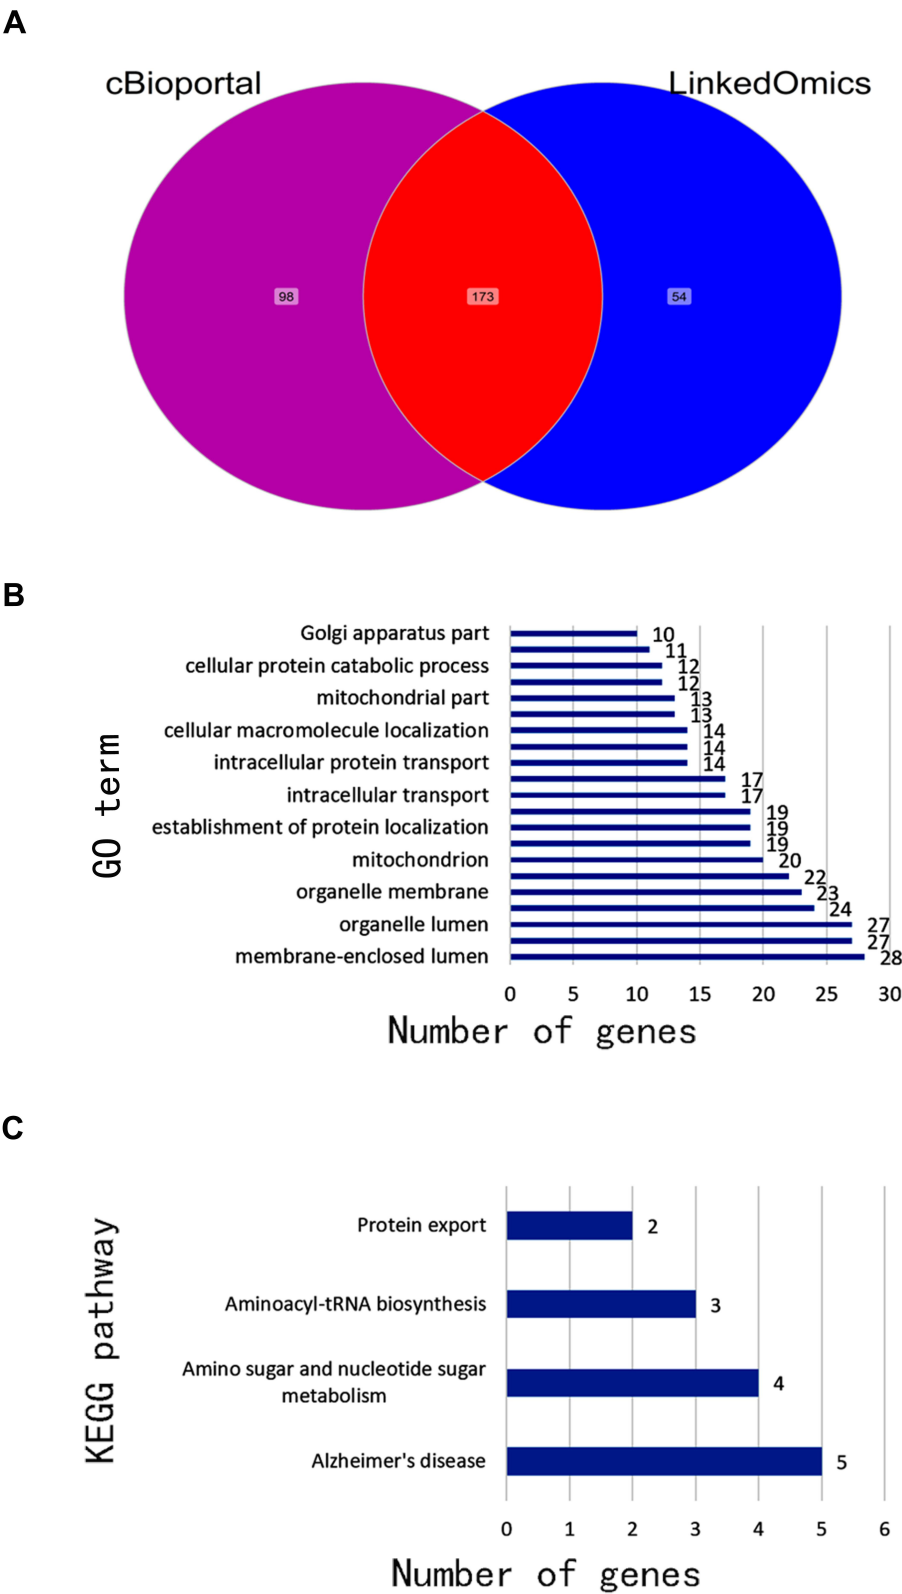 A
cBioportal
LinkedOmics
98
173
54
B
GO term
Golgi apparatus part
10
11
cellular protein catabolic process
12
12
mitochondrial part
13
13
cellular macromolecule localization
14
14
intracellular protein transport
14
17
intracellular transport
17
19
establishment of protein localization
19
19
mitochondrion
20
22
organelle membrane
23
24
organelle lumen
27
27
membrane-enclosed lumen
28
0 5 10 15 20 25 30
Number of genes
C
KEGG pathway
Protein export
2
Aminoacyl-tRNA biosynthesis
3
Amino sugar and nucleotide sugar
metabolism
4
Alzheimer's disease
5
0 1 2 3 4 5 6
Number of genes